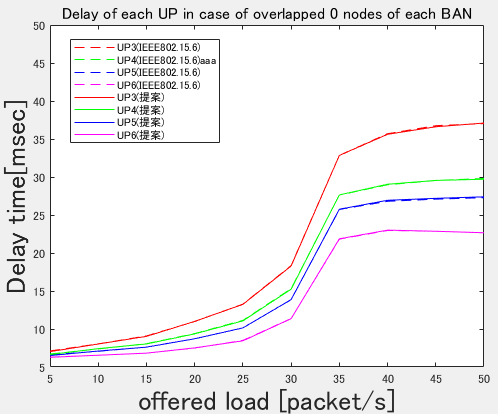 Delay of each UP in case of overlapped 0 nodes of each BAN
UP3(IEEE802.15.6)
UP4(IEEE802.15.6)aaa
UP5(IEEE802.15.6)
UP6(IEEE802.15.6)
UP3(提案)
UP4(提案)
UP5(提案)
UP6(提案)
50
45
40
35
30
25
20
15
10
5
Delay time[msec]
5 10 15 20 25 30 35 40 45 50
offered load [packet/s]